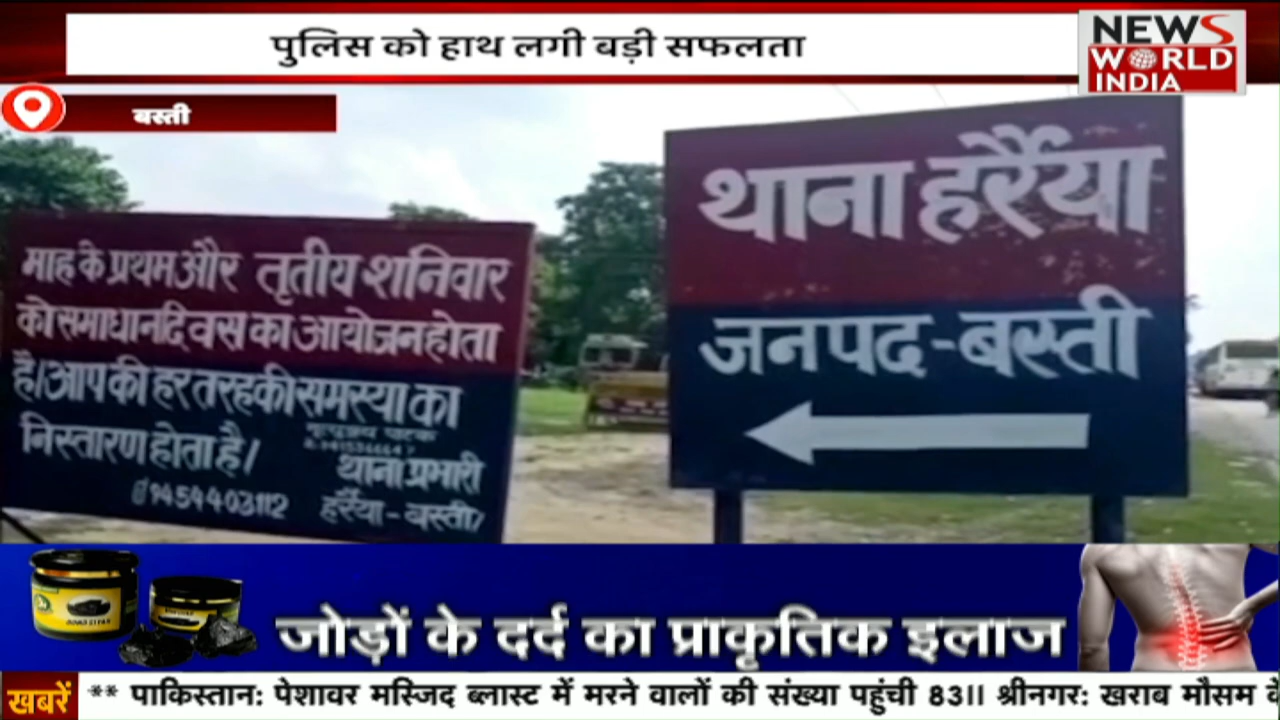 पुलिस को हाथ लगी बड़ी सफलता
NEWS
WORLD
INDIA
बस्ती
माह के प्रथम और तृतीय शनिवार
को समाधान दिवस का आयोजन होता
है। आप की हर तरह की समस्या का
निस्तारण होता है।
थाना प्रभारी
9454403112
हर्रैया - बस्ती
थाना हर्रैया
जनपद - बस्ती
जोड़ों के दर्द का प्राकृतिक इलाज
खबरें
** पाकिस्तान: पेशावर मस्जिद ब्लास्ट में मरने वालों की संख्या पहुंची 83।। श्रीनगर: खराब मौसम के